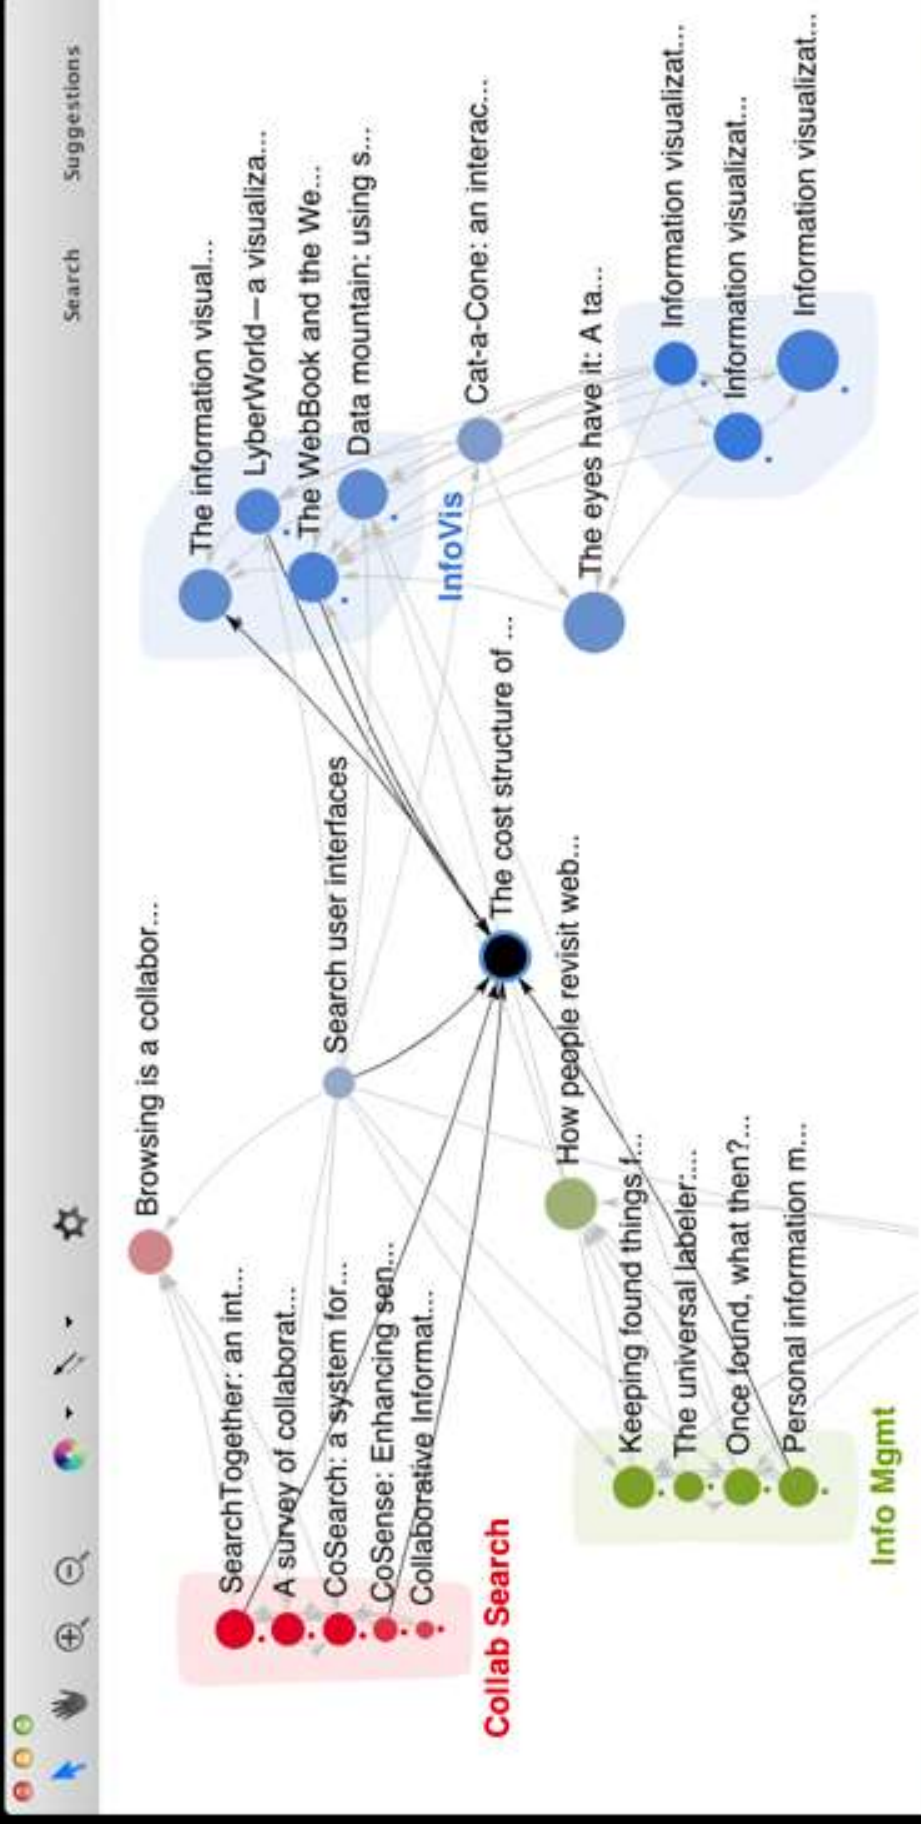 Search
Suggestions
Browsing is a collabor...
The information visual...
LyberWorld—a visualiza...
The WebBook and the We...
Data mountain: using s...
InfoVis
Cat-a-Cone: an interac...
Search user interfaces
The cost structure of ...
The eyes have it: A ta...
Information visualizat...
Information visualizat...
Information visualizat...
SearchTogether: an int...
A survey of collaborat...
CoSearch: a system for...
CoSense: Enhancing sen...
Collaborative Informat...
Collab Search
How people revisit web...
Keeping found things f...
The universal labeler:...
Once found, what then?...
Personal information m...
Info Mgmt